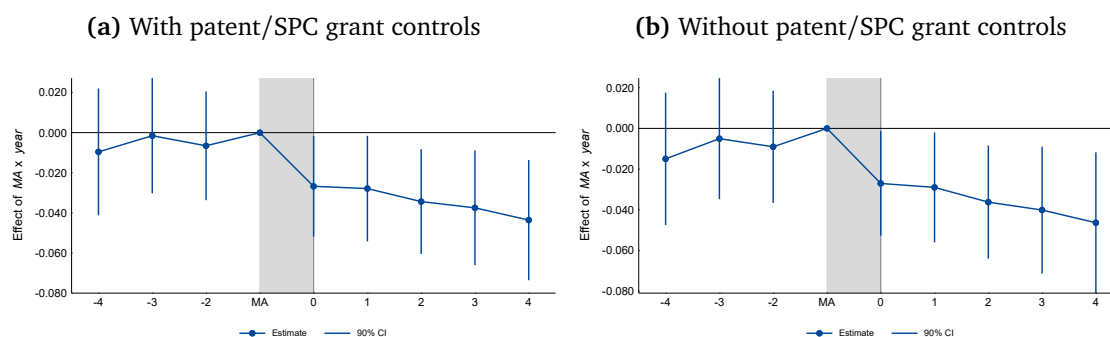 (a) With patent/SPC grant controls
0.020
0.000
-0.020
-0.040
-0.060
-0.080
Effect of MA x year
-4 -3 -2 MA 0 1 2 3 4
Estimate 90% CI
(b) Without patent/SPC grant controls
0.020
0.000
-0.020
-0.040
-0.060
-0.080
Effect of MA x year
-4 -3 -2 MA 0 1 2 3 4
Estimate 90% CI